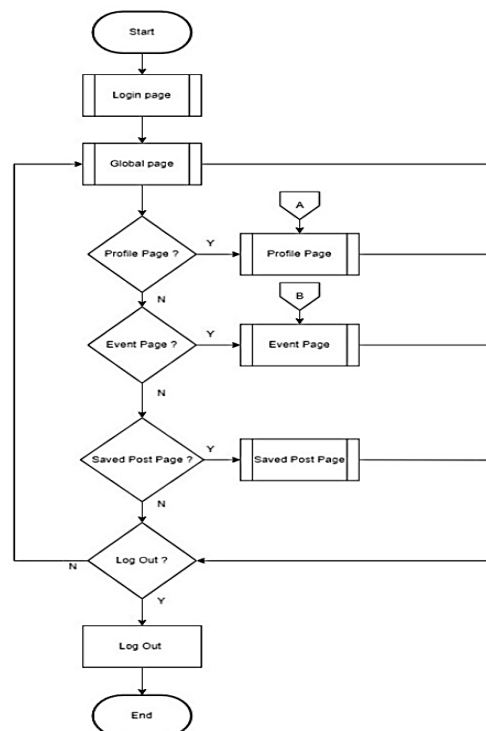 Start
Login page
Global page
A
Profile Page ?
Y
Profile Page
N
B
Event Page ?
Y
Event Page
N
Saved Post Page ?
Y
Saved Post Page
N
Log Out ?
N
Y
Log Out
End